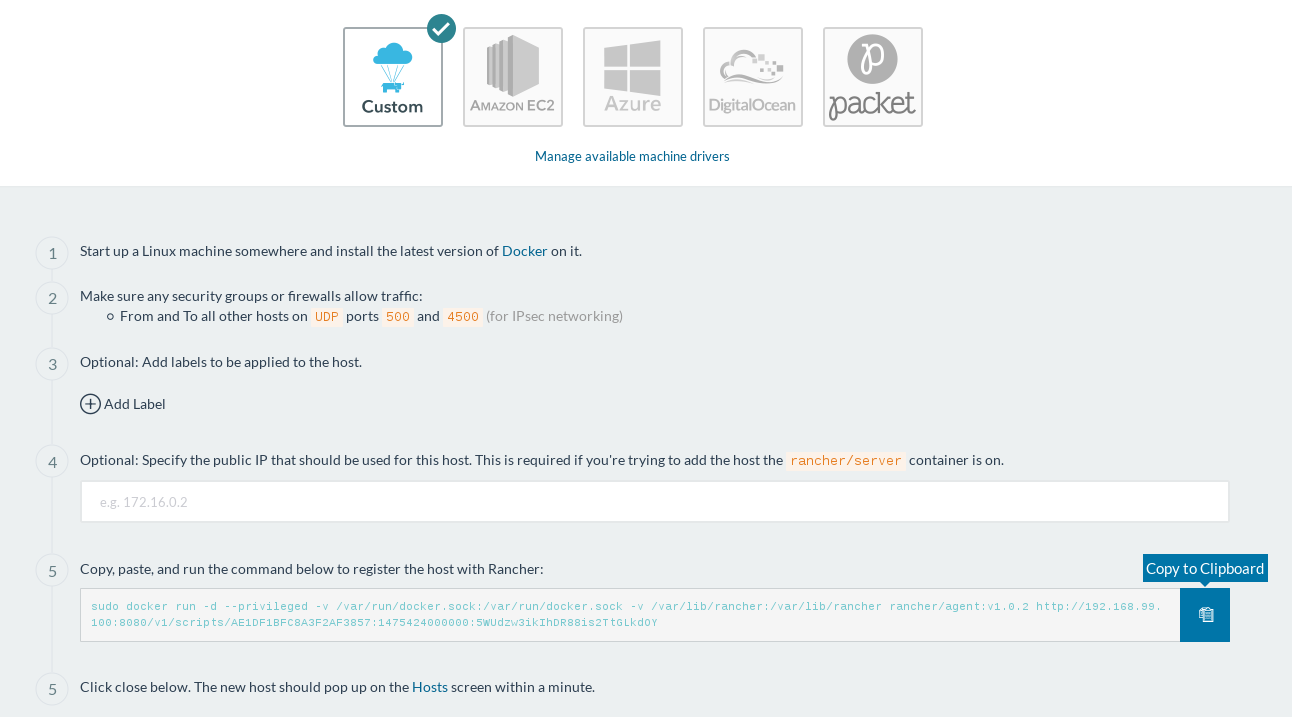 Custom
Amazon EC2
Azure
DigitalOcean
packet
Manage available machine drivers
1 Start up a Linux machine somewhere and install the latest version of Docker on it.
2 Make sure any security groups or firewalls allow traffic:
From and To all other hosts on UDP ports 500 and 4500 (for IPsec networking)
3 Optional: Add labels to be applied to the host.
Add Label
4 Optional: Specify the public IP that should be used for this host. This is required if you're trying to add the host the rancher/server container is on.
e.g. 172.16.0.2
5 Copy, paste, and run the command below to register the host with Rancher:
Copy to Clipboard
sudo docker run -d --privileged -v /var/run/docker.sock:/var/run/docker.sock -v /var/lib/rancher:/var/lib/rancher rancher/agent:v1.0.2 http://192.168.99.
100:8080/v1/scripts/AE1DF1BFC8A3F2AF3857:1475424000000:5WUdzw3ikIhDR88is2TtGLkdOY
5 Click close below. The new host should pop up on the Hosts screen within a minute.